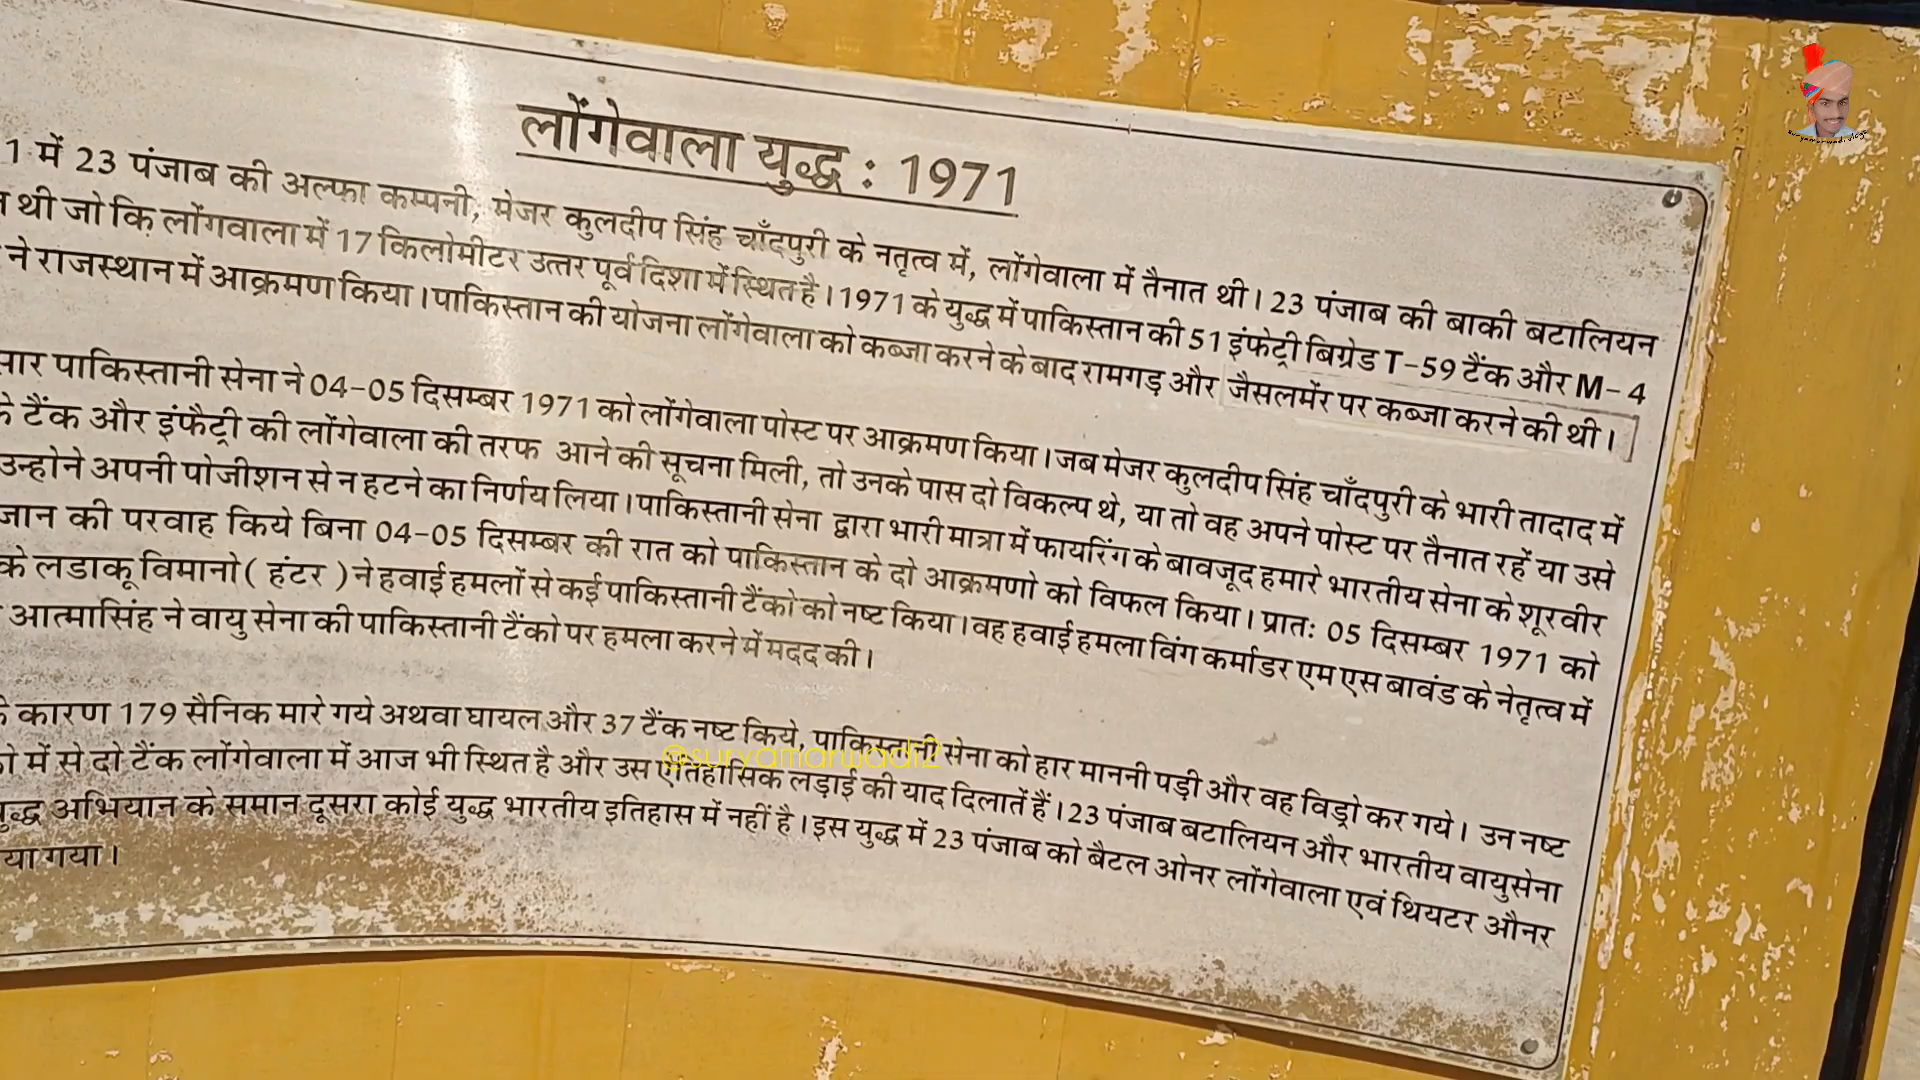 लोंगेवाला युद्ध : 1971
1 में 23 पंजाब की अल्फा कम्पनी, मेजर कुलदीप सिंह चाँदपुरी के नतृत्व में, लोंगेवाला में तैनात थी। 23 पंजाब की बाकी बटालियन
थी जो कि लोंगवाला में 17 किलोमीटर उत्तर पूर्व दिशा में स्थित है। 1971 के युद्ध में पाकिस्तान की 51 इंफेट्री बिग्रेड T-59 टैंक और M-4
ने राजस्थान में आक्रमण किया। पाकिस्तान की योजना लोंगेवाला को कब्जा करने के बाद रामगड़ और जैसलमेंर पर कब्जा करने की थी।
सार पाकिस्तानी सेना ने 04-05 दिसम्बर 1971 को लोंगेवाला पोस्ट पर आक्रमण किया। जब मेजर कुलदीप सिंह चाँदपुरी के भारी तादाद में
के टैंक और इंफैट्री की लोंगेवाला की तरफ आने की सूचना मिली, तो उनके पास दो विकल्प थे, या तो वह अपने पोस्ट पर तैनात रहें या उसे
उन्होने अपनी पोजीशन से न हटने का निर्णय लिया। पाकिस्तानी सेना द्वारा भारी मात्रा में फायरिंग के बावजूद हमारे भारतीय सेना के शूरवीर
जान की परवाह किये बिना 04-05 दिसम्बर की रात को पाकिस्तान के दो आक्रमणो को विफल किया। प्रातः 05 दिसम्बर 1971 को
के लडाकू विमानो ( हंटर ) ने हवाई हमलों से कई पाकिस्तानी टैंको को नष्ट किया। वह हवाई हमला विंग कर्माडर एम एस बावंड के नेतृत्व में
आत्मासिंह ने वायु सेना की पाकिस्तानी टैंको पर हमला करने में मदद की।
के कारण 179 सैनिक मारे गये अथवा घायल और 37 टैंक नष्ट किये, पाकिस्तानी सेना को हार माननी पड़ी और वह विड्रो कर गये। उन नष्ट
में से दो टैंक लोंगेवाला में आज भी स्थित है और उस ऐतिहासिक लड़ाई की याद दिलातें हैं। 23 पंजाब बटालियन और भारतीय वायुसेना
युद्ध अभियान के समान दूसरा कोई युद्ध भारतीय इतिहास में नहीं है। इस युद्ध में 23 पंजाब को बैटल ओनर लोंगेवाला एवं थियटर औनर
या गया।
@suryamarwadi2